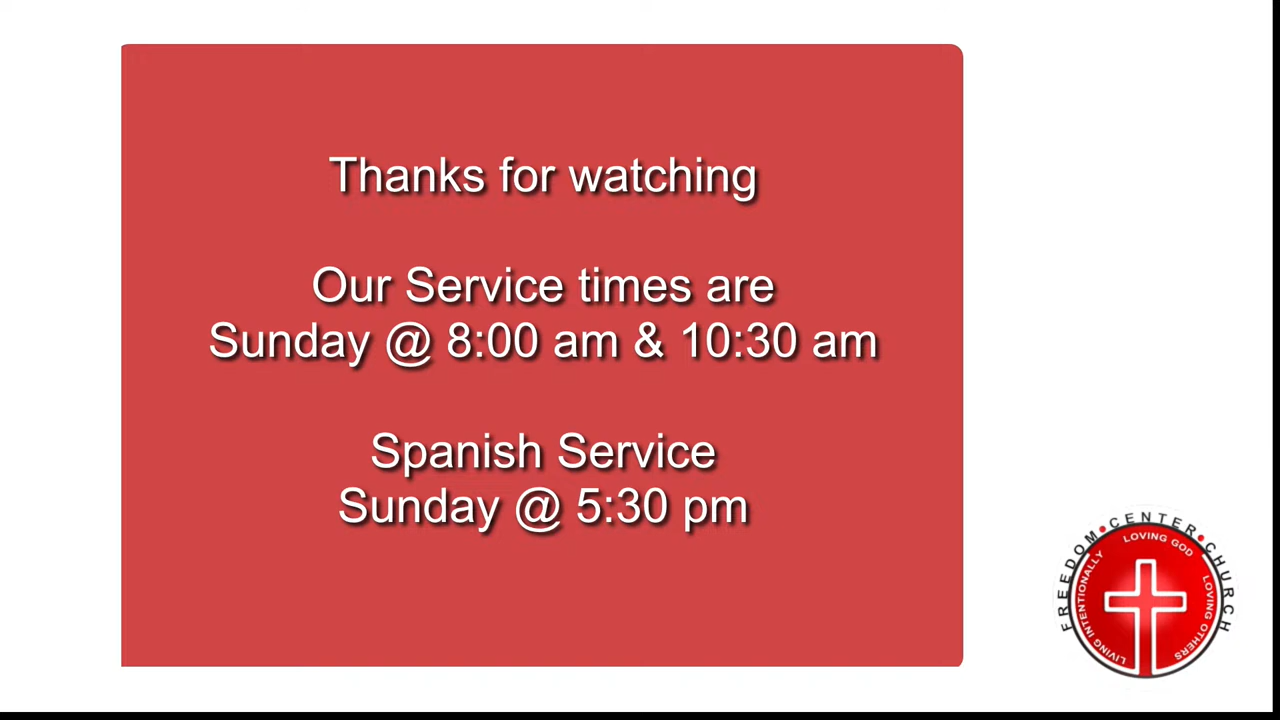 Thanks for watching
Our Service times are
Sunday @ 8:00 am & 10:30 am
Spanish Service
Sunday @ 5:30 pm
FREEDOM•CENTER•CHURCH
LIVING INTENTIONALLY
LOVING GOD
LOVING OTHERS